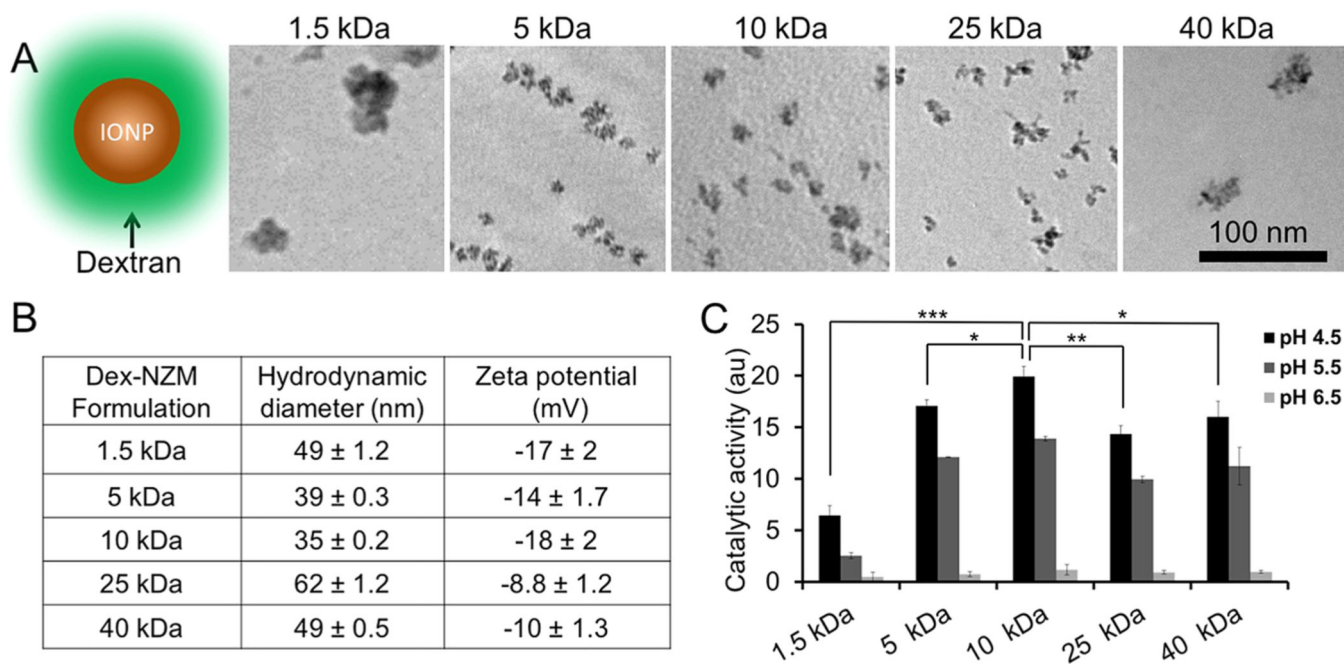 A
1.5 kDa
5 kDa
10 kDa
25 kDa
40 kDa
IONP
Dextran
100 nm
B
Dex-NZM Formulation
Hydrodynamic diameter (nm)
Zeta potential (mV)
1.5 kDa 49 ± 1.2 -17 ± 2
5 kDa 39 ± 0.3 -14 ± 1.7
10 kDa 35 ± 0.2 -18 ± 2
25 kDa 62 ± 1.2 -8.8 ± 1.2
40 kDa 49 ± 0.5 -10 ± 1.3
C
Catalytic activity (au)
25
20
15
10
5
0
***
*
*
**
pH 4.5
pH 5.5
pH 6.5
1.5 kDa
5 kDa
10 kDa
25 kDa
40 kDa